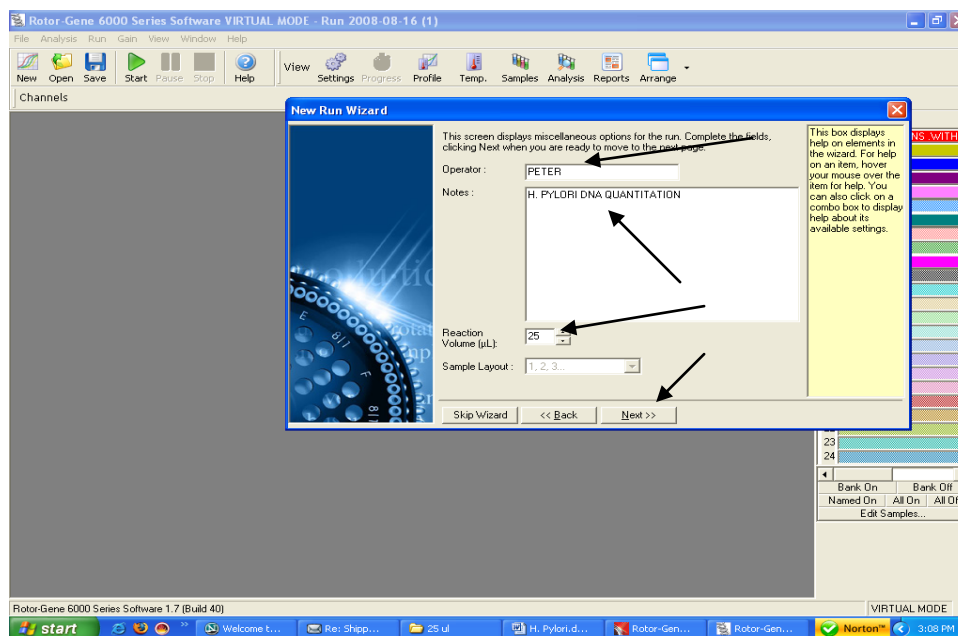 Rotor-Gene 6000 Series Software VIRTUAL MODE - Run 2008-08-16 (1)
File Analysis Run Gain View Window Help
New Open Save Start Pause Stop Help View Settings Progress Profile Temp. Samples Analysis Reports Arrange
Channels
New Run Wizard
This screen displays miscellaneous options for the run. Complete the fields,
clicking Next when you are ready to move to the next page.
Operator :
PETER
Notes :
H. PYLORI DNA QUANTITATION
Reaction
Volume (µL):
25
Sample Layout :
1, 2, 3...
Skip Wizard
<< Back
Next >>
This box displays
help on elements in
the wizard. For help
on an item, hover
your mouse over the
item for help. You
can also click on a
combo box to display
help about its
available settings.
23
24
Bank On Bank Off
Named On All On All Of
Edit Samples...
Rotor-Gene 6000 Series Software 1.7 (Build 40)
VIRTUAL MODE
start
Welcome t...
Re: Shipp...
25 ul
H. Pylori.d...
Rotor-Gen...
Rotor-Gen...
Norton™
3:08 PM